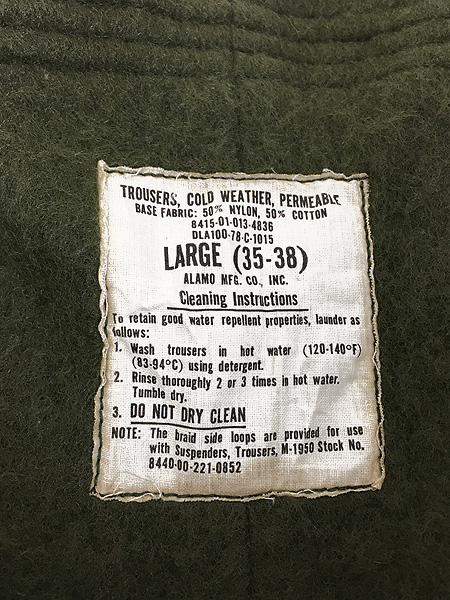 TROUSERS, COLD WEATHER, PERMEABLE
BASE FABRIC: 50% NYLON, 50% COTTON
8415-01-013-4836
DLA100-78-C-1015
LARGE (35-38)
ALAMO MFG. CO., INC.
Cleaning Instructions
To retain good water repellent properties, launder as
follows:
1. Wash trousers in hot water (120-140°F)
(83-94°C) using detergent.
2. Rinse thoroughly 2 or 3 times in hot water.
Tumble dry.
3. DO NOT DRY CLEAN
NOTE: The braid side loops are provided for use
with Suspenders, Trousers, M-1950 Stock No.
8440-00-221-0852